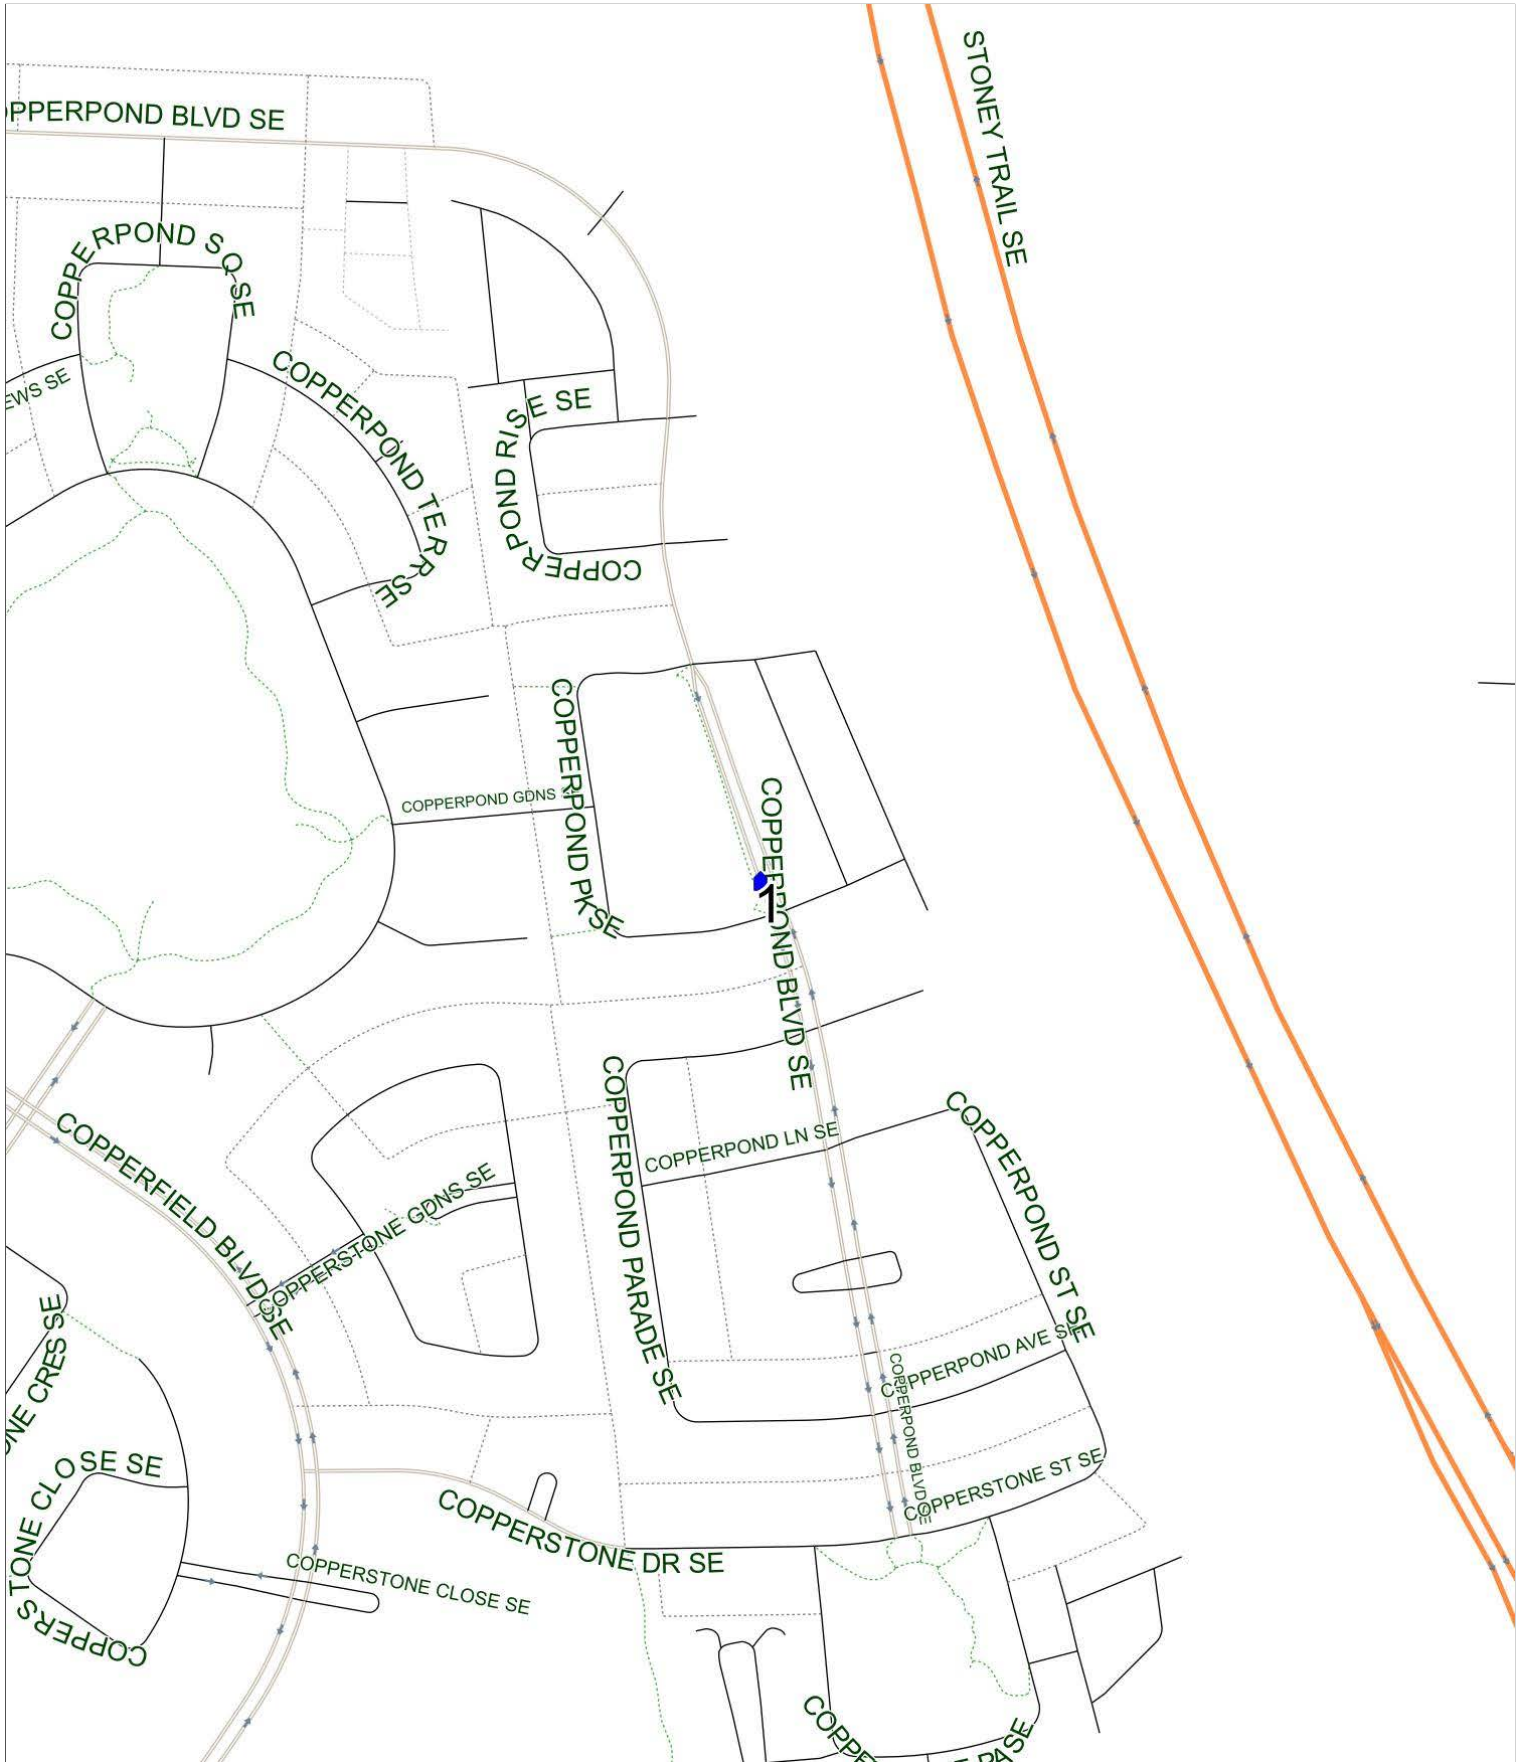 OPPERPOND BLVD SE
STONEY TRAIL SE
COPPERPOND SQ SE
EWS SE
COPPERPOND TERR SE
COPPERPOND RISE SE
COPPERPOND GDNS SE
COPPERPOND PK SE
COPPERPOND BLVD SE
1
COPPERPOND PARADE SE
COPPERPOND LN SE
COPPERPOND ST SE
COPPERFIELD BLVD SE
COPPERSTONE GDNS SE
COPPERPOND AVE SE
COPPERPOND BLVD SE
COPPERSTONE ST SE
ONE CRES SE
COPPERSTONE CLOSE SE
COPPERSTONE DR SE
COPPERSTONE CLOSE SE